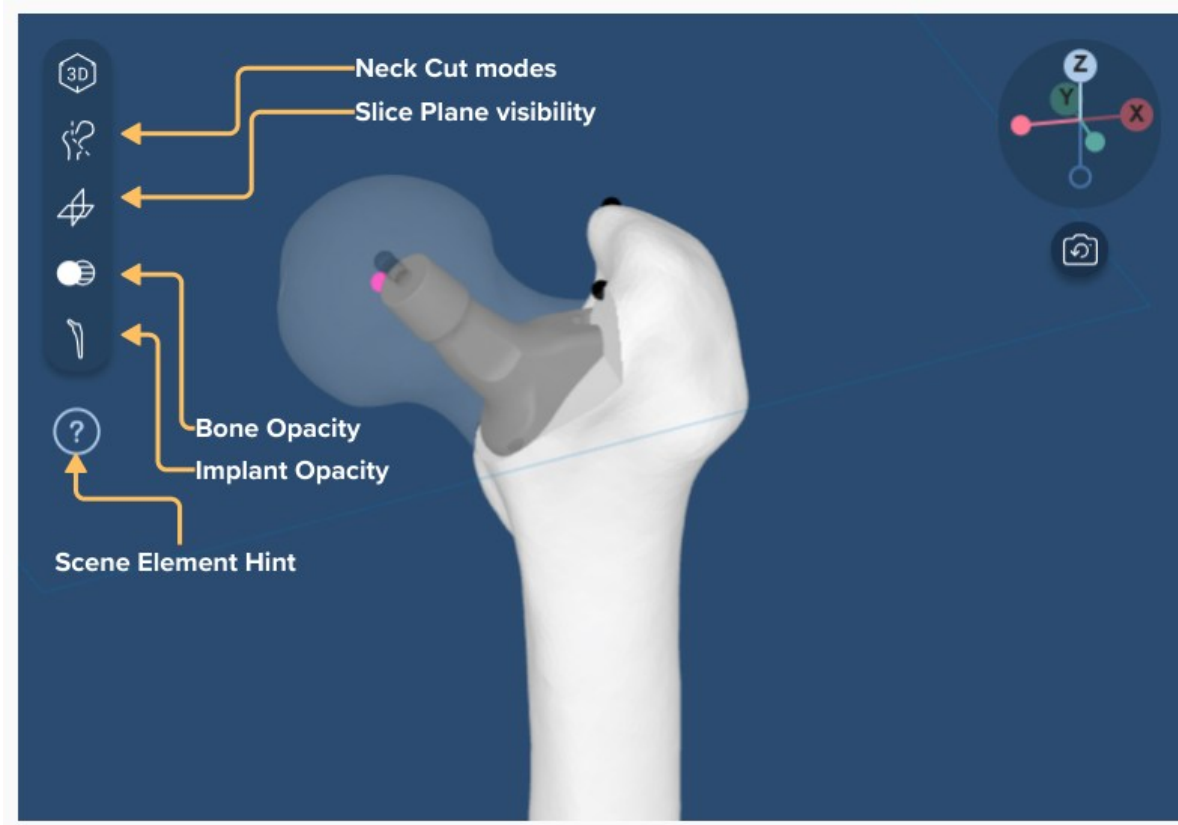 3D
Neck Cut modes
Slice Plane visibility
Z
Y
X
Bone Opacity
?
Implant Opacity
Scene Element Hint